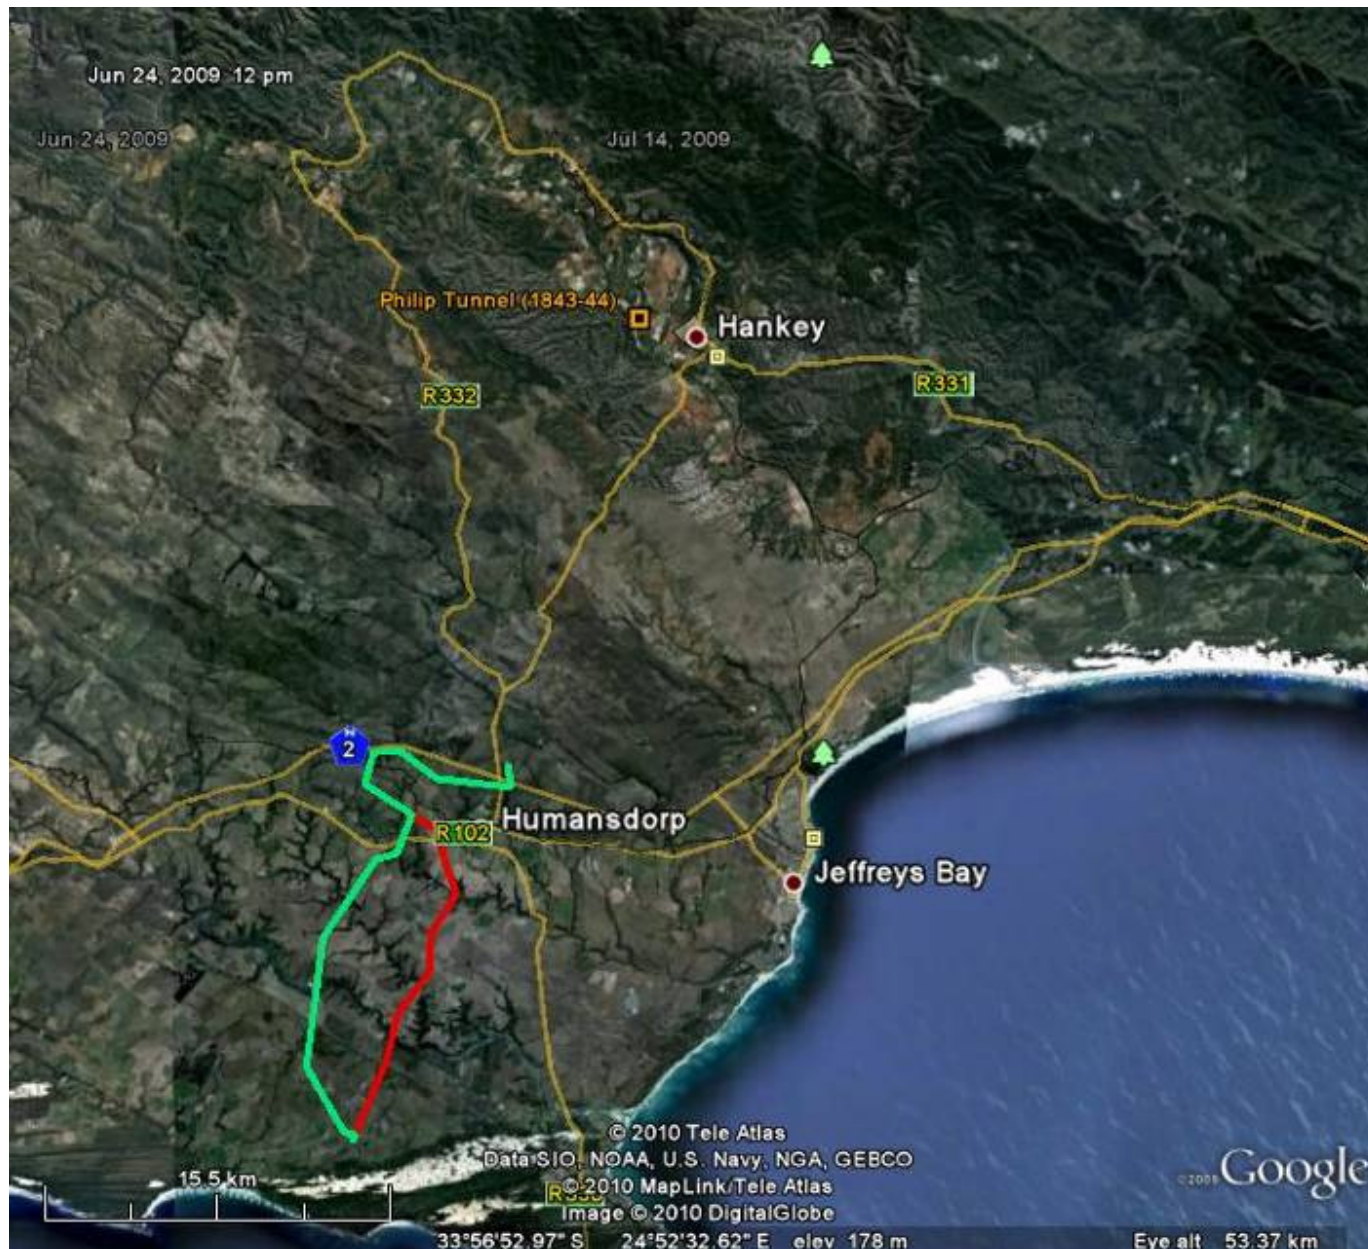 Jun 24, 2009 12 pm
Jun 24, 2009
Jul 14, 2009
Philip Tunnel (1843-44)
Hankey
R332
R331
N
2
Humansdorp
R102
Jeffreys Bay
© 2010 Tele Atlas
Data SIO, NOAA, U.S. Navy, NGA, GEBCO
15.5 km
© 2010 MapLink/Tele Atlas
©2009 Google
Image © 2010 DigitalGlobe
33°56'52.97" S 24°52'32.62" E elev 178 m Eye alt 53.37 km